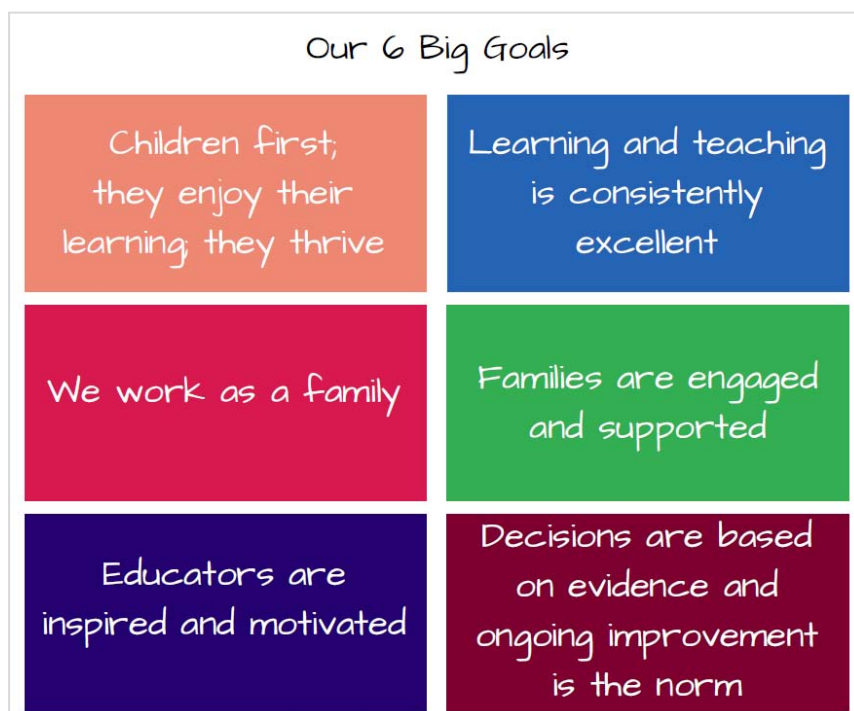 Our 6 Big Goals
Children first;
they enjoy their
learning; they thrive
Learning and teaching
is consistently
excellent
We work as a family
Families are engaged
and supported
Educators are
inspired and motivated
Decisions are based
on evidence and
ongoing improvement
is the norm